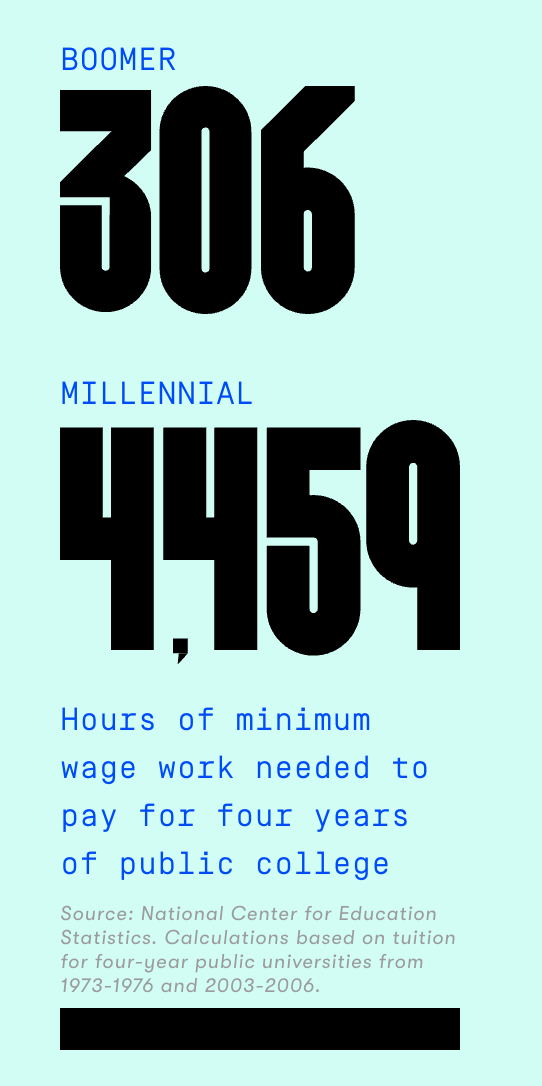 BOOMER
306
MILLENNIAL
4,459
Hours of minimum
wage work needed to
pay for four years
of public college
Source: National Center for Education
Statistics. Calculations based on tuition
for four-year public universities from
1973-1976 and 2003-2006.